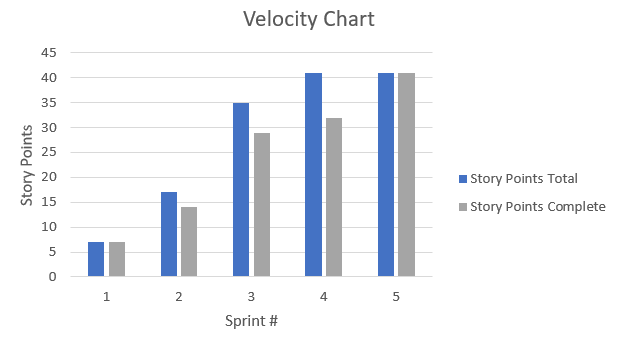 Velocity Chart
45
40
35
30
25
20
15
10
5
0
Story Points
1 2 3 4 5
Sprint #
Story Points Total
Story Points Complete